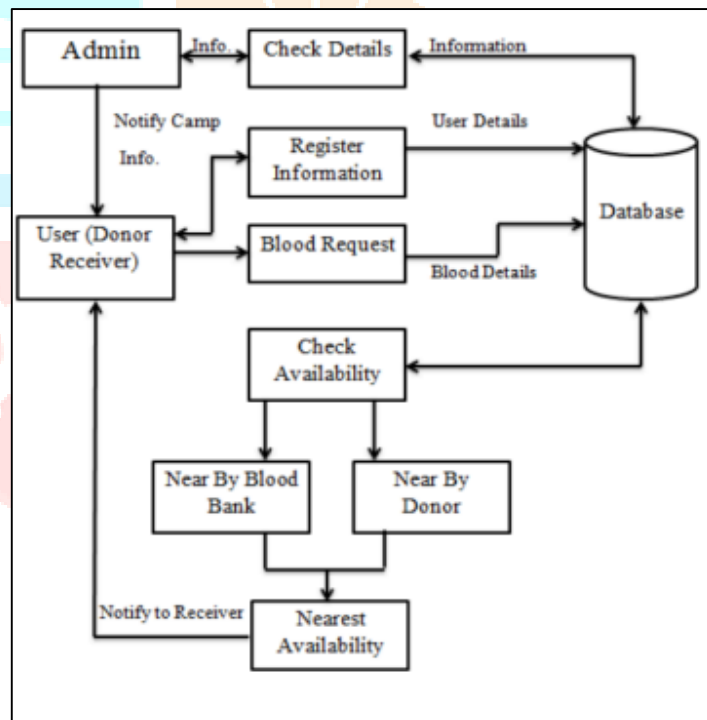 Admin
Info.
Check Details
Information
Notify Camp
Info.
Register
Information
User Details
Database
User (Donor
Receiver)
Blood Request
Blood Details
Check
Availability
Near By Blood
Bank
Near By
Donor
Notify to Receiver
Nearest
Availability